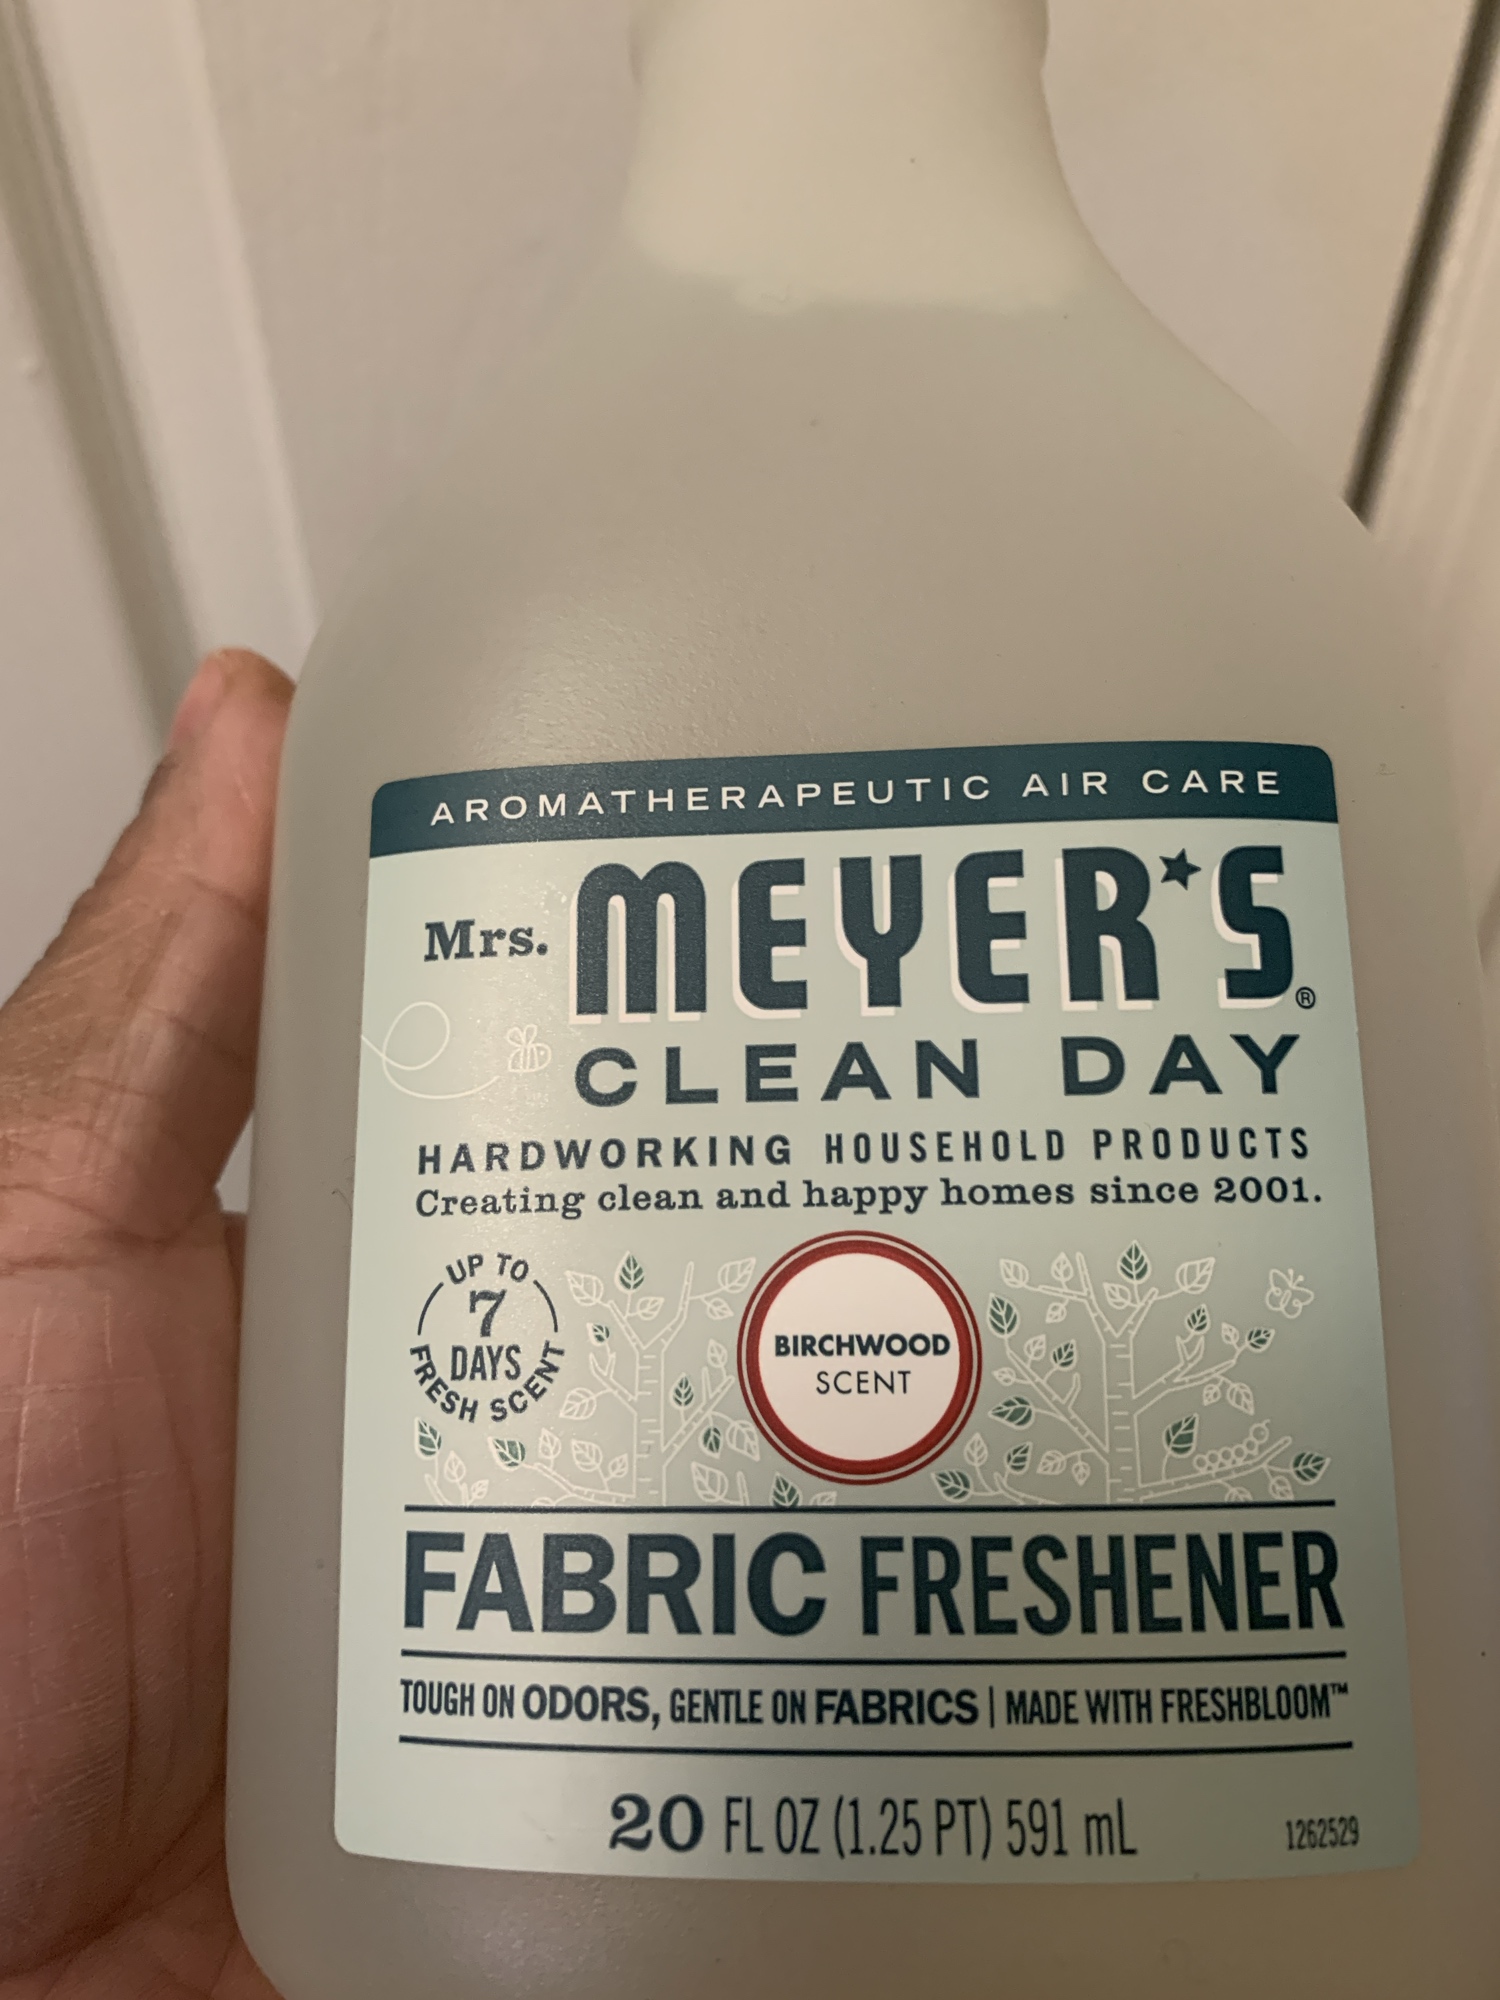 AROMATHERAPEUTIC AIR CARE
Mrs. MEYER'S®
CLEAN DAY
HARDWORKING HOUSEHOLD PRODUCTS
Creating clean and happy homes since 2001.
UP TO
7
DAYS
FRESH SCENT
BIRCHWOOD
SCENT
FABRIC FRESHENER
TOUGH ON ODORS, GENTLE ON FABRICS | MADE WITH FRESHBLOOM™
20 FL OZ (1.25 PT) 591 mL
1262529